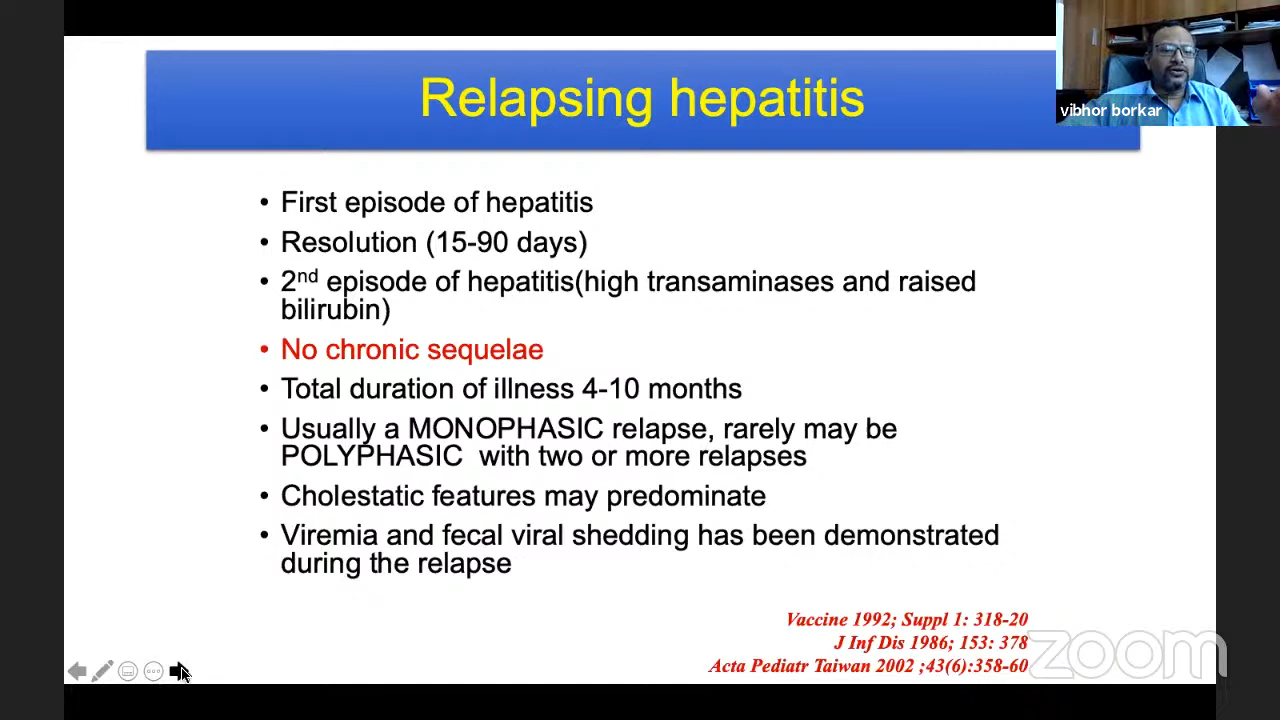 Relapsing hepatitis
vibhor borkar
• First episode of hepatitis
• Resolution (15-90 days)
• 2nd episode of hepatitis(high transaminases and raised
bilirubin)
• No chronic sequelae
• Total duration of illness 4-10 months
• Usually a MONOPHASIC relapse, rarely may be
POLYPHASIC with two or more relapses
• Cholestatic features may predominate
• Viremia and fecal viral shedding has been demonstrated
during the relapse
Vaccine 1992; Suppl 1: 318-20
J Inf Dis 1986; 153: 378
Acta Pediatr Taiwan 2002 ;43(6):358-60
zoom